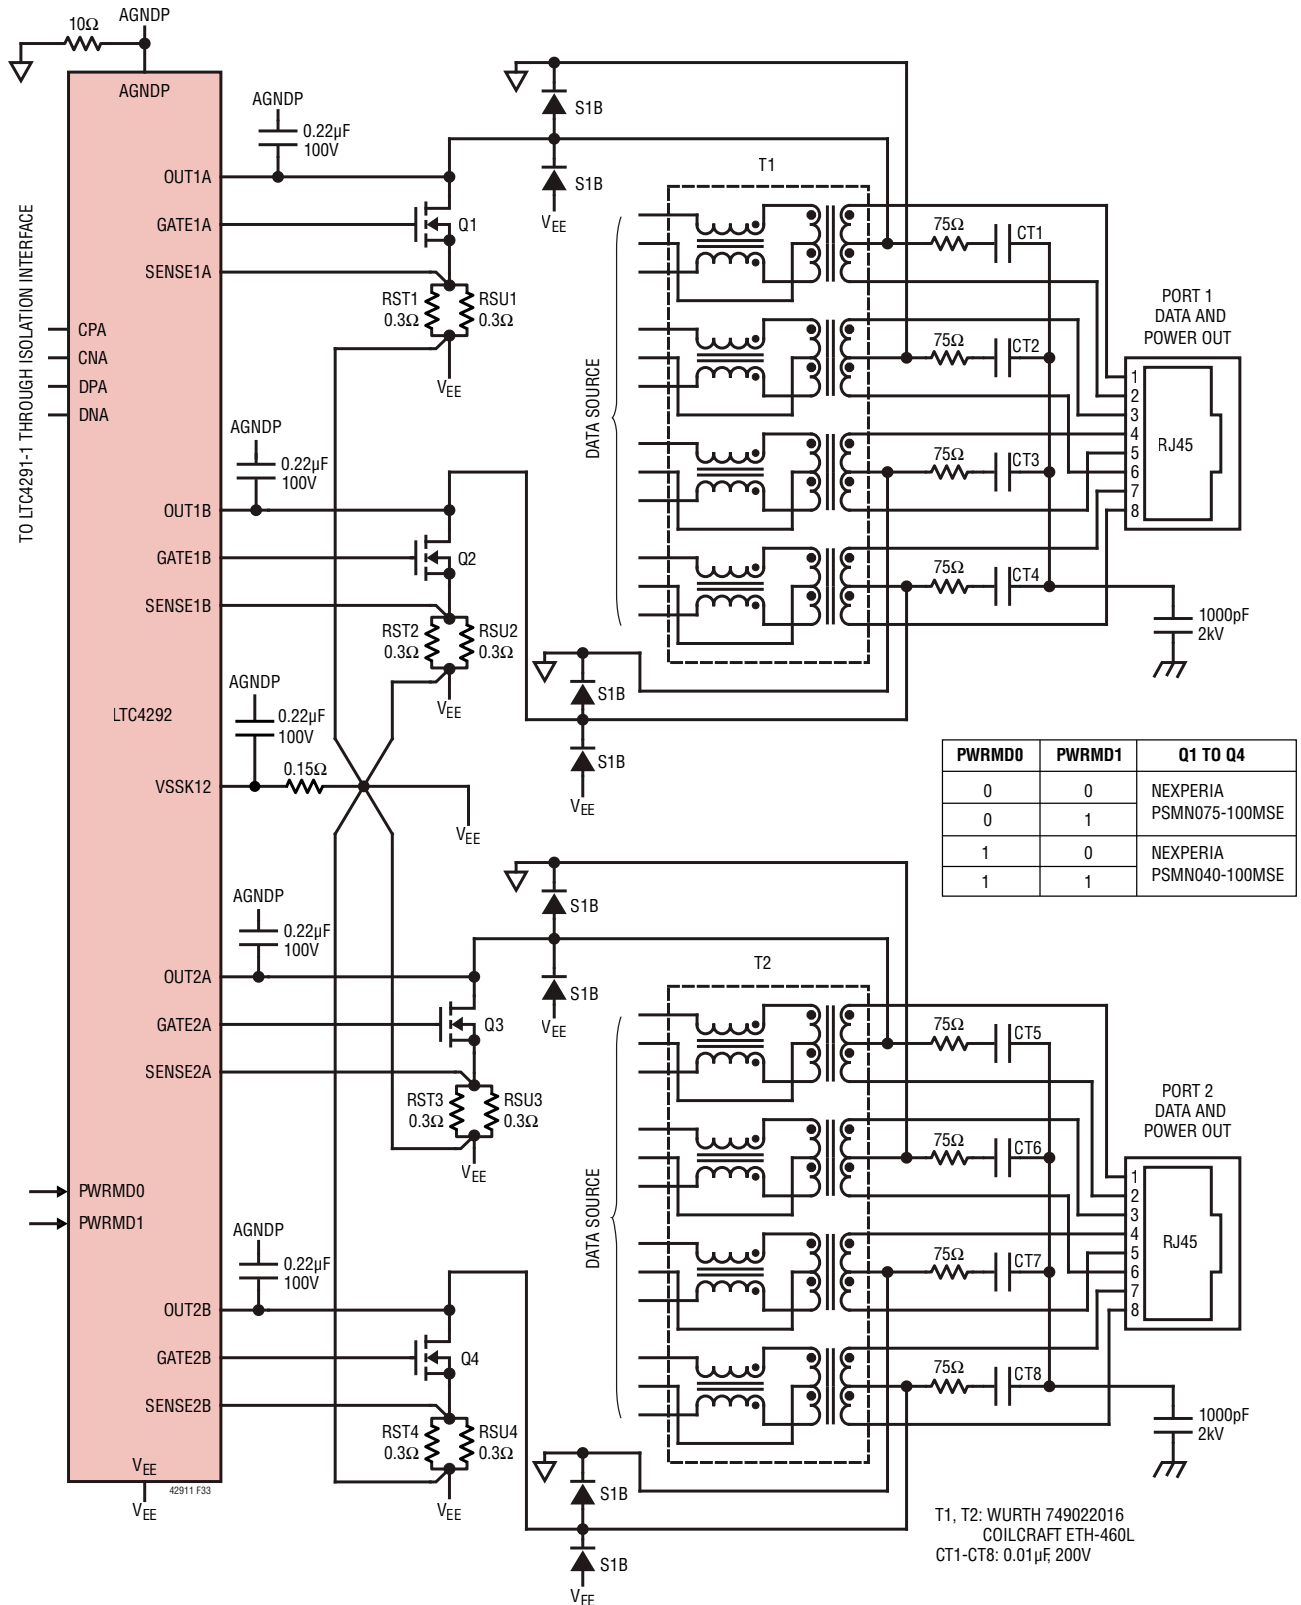 10Ω
AGNDP
AGNDP
AGNDP
0.22µF
100V
OUT1A
GATE1A
Q1
SENSE1A
RST1
0.3Ω
RSU1
0.3Ω
VEE
TO LTC4291-1 THROUGH ISOLATION INTERFACE
CPA
CNA
DPA
DNA
AGNDP
0.22µF
100V
OUT1B
GATE1B
Q2
SENSE1B
RST2
0.3Ω
RSU2
0.3Ω
VEE
AGNDP
LTC4292
0.22µF
100V
VSSK12
0.15Ω
VEE
AGNDP
0.22µF
100V
OUT2A
GATE2A
Q3
SENSE2A
RST3
0.3Ω
RSU3
0.3Ω
VEE
PWRMD0
PWRMD1
AGNDP
0.22µF
100V
OUT2B
GATE2B
Q4
SENSE2B
RST4
0.3Ω
RSU4
0.3Ω
VEE
VEE
42911 F33
VEE
S1B
S1B
VEE
T1
DATA SOURCE
75Ω
CT1
75Ω
CT2
75Ω
CT3
75Ω
CT4
PORT 1
DATA AND
POWER OUT
1
2
3
4
5
6
7
8
RJ45
1000pF
2kV
S1B
S1B
VEE
PWRMD0 PWRMD1 Q1 TO Q4
0 0 NEXPERIA
0 1 PSMN075-100MSE
1 0 NEXPERIA
1 1 PSMN040-100MSE
S1B
S1B
VEE
T2
DATA SOURCE
75Ω
CT5
75Ω
CT6
75Ω
CT7
75Ω
CT8
PORT 2
DATA AND
POWER OUT
1
2
3
4
5
6
7
8
RJ45
1000pF
2kV
S1B
S1B
VEE
T1, T2: WURTH 749022016
COILCRAFT ETH-460L
CT1-CT8: 0.01µF, 200V